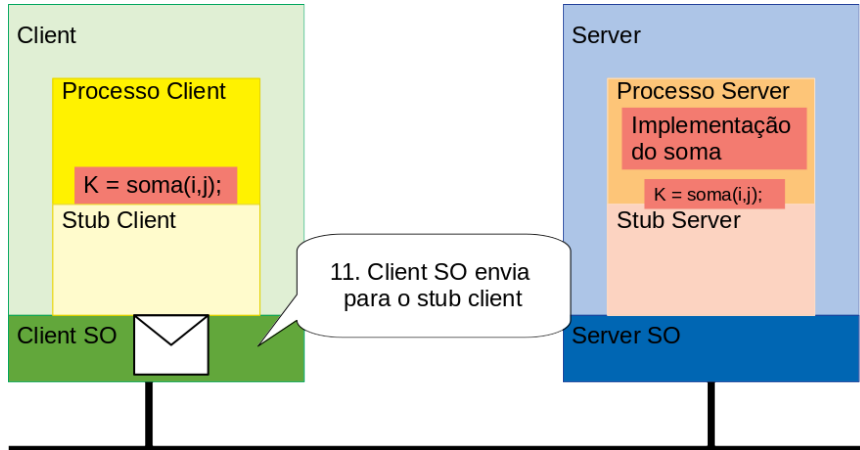 Client
Processo Client
K = soma(i,j);
Stub Client
Client SO
11. Client SO envia
para o stub client
Server
Processo Server
Implementação
do soma
K = soma(i,j);
Stub Server
Server SO